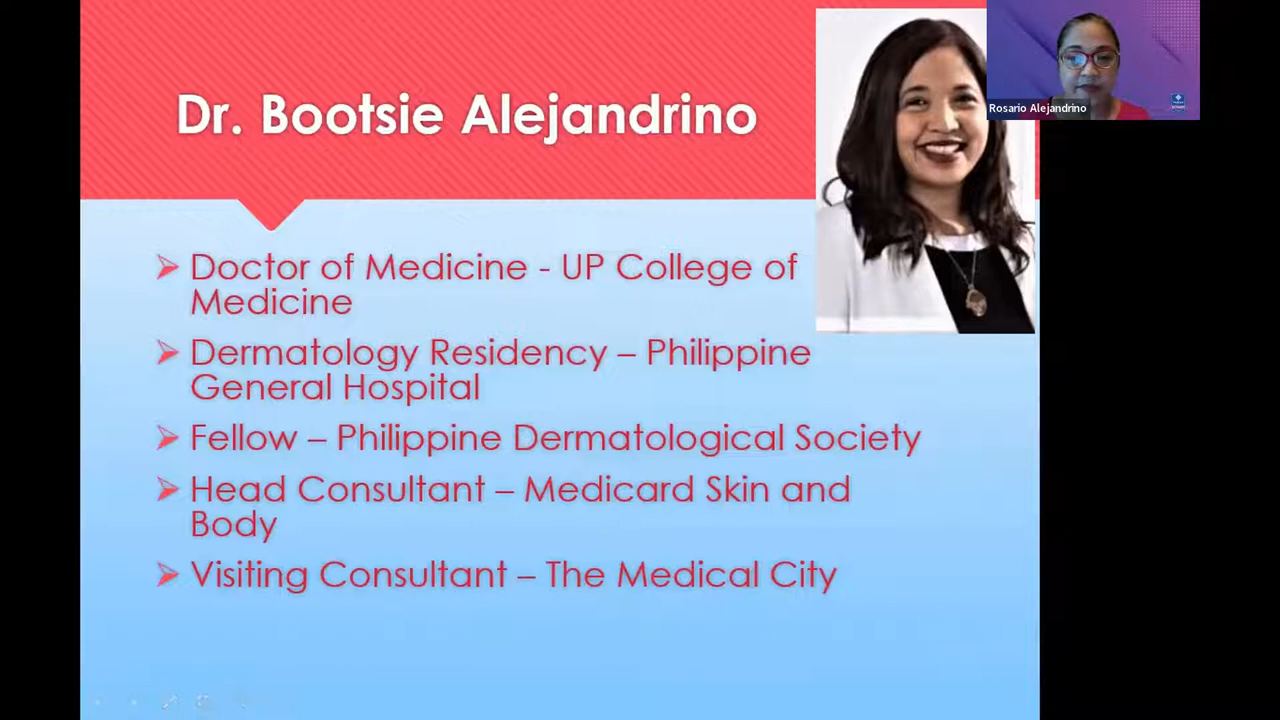 Dr. Bootsie Alejandrino
Rosario Alejandrino
➢ Doctor of Medicine - UP College of
Medicine
➢ Dermatology Residency – Philippine
General Hospital
➢ Fellow – Philippine Dermatological Society
➢ Head Consultant – Medicard Skin and
Body
➢ Visiting Consultant – The Medical City